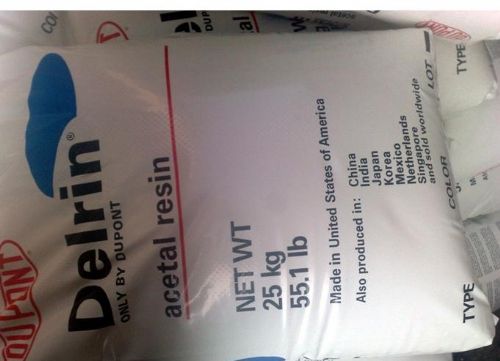 Delrin®
ONLY BY DUPONT
acetal resin
NET WT
25 kg
55.1 lb
Made in United States of America
Also produced in: China
India
Japan
Korea
Mexico
Netherlands
Singapore
and sold worldwide
COLOR
TYPE
LOT
TYPE
DUPONT